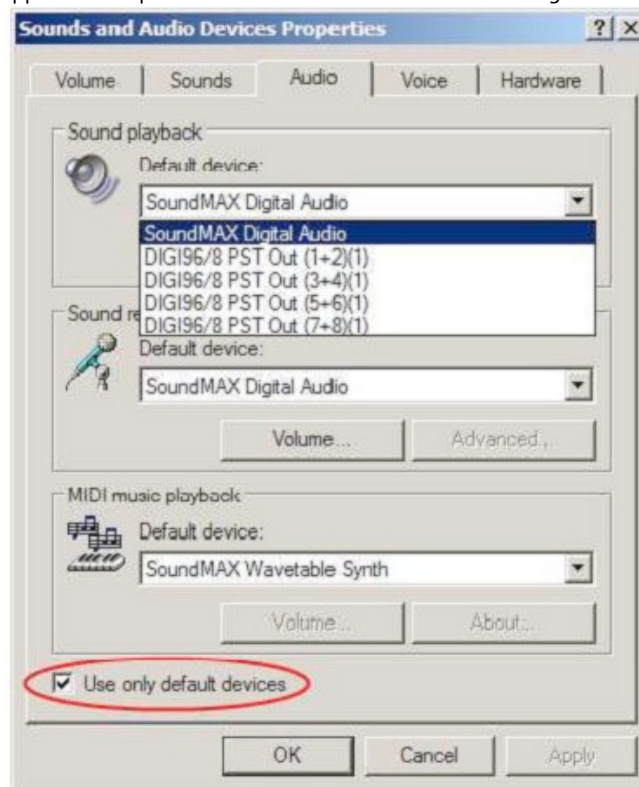 Sounds and Audio Devices Properties
? ×
Volume Sounds Audio Voice Hardware
Sound playback
Default device:
SoundMAX Digital Audio
SoundMAX Digital Audio
DIGI96/8 PST Out (1+2)(1)
DIGI96/8 PST Out (3+4)(1)
DIGI96/8 PST Out (5+6)(1)
DIGI96/8 PST Out (7+8)(1)
Sound
Default device:
SoundMAX Digital Audio
Volume... Advanced...
MIDI music playback
Default device:
SoundMAX Wavetable Synth
Volume... About...
Use only default devices
OK Cancel Apply